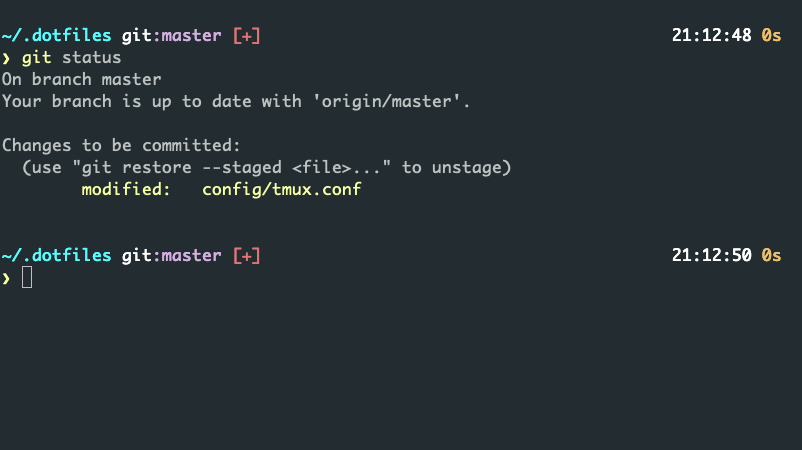 ~/.dotfiles git:master [+] 21:12:48 0s
❯ git status
On branch master
Your branch is up to date with 'origin/master'.
Changes to be committed:
(use "git restore --staged <file>..." to unstage)
modified: config/tmux.conf
~/.dotfiles git:master [+] 21:12:50 0s
❯